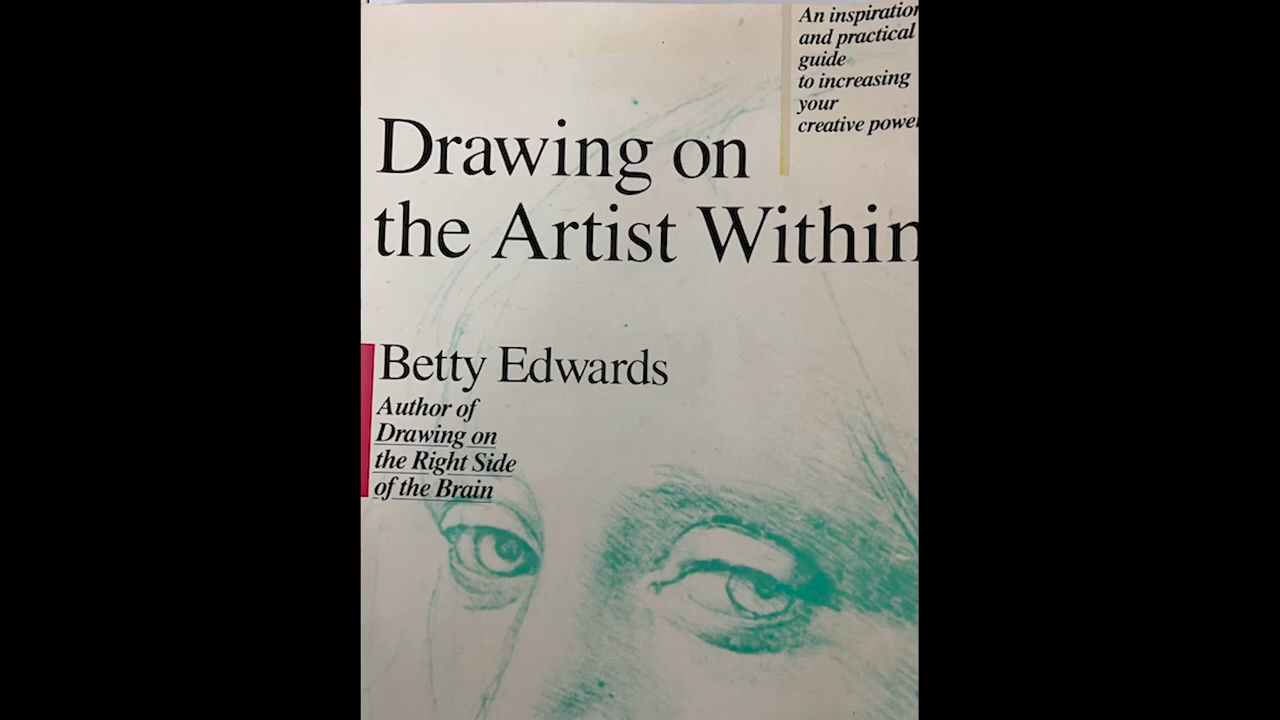 An inspiration
and practical
guide
to increasing
your
creative power
Drawing on
the Artist Within
Betty Edwards
Author of
Drawing on
the Right Side
of the Brain